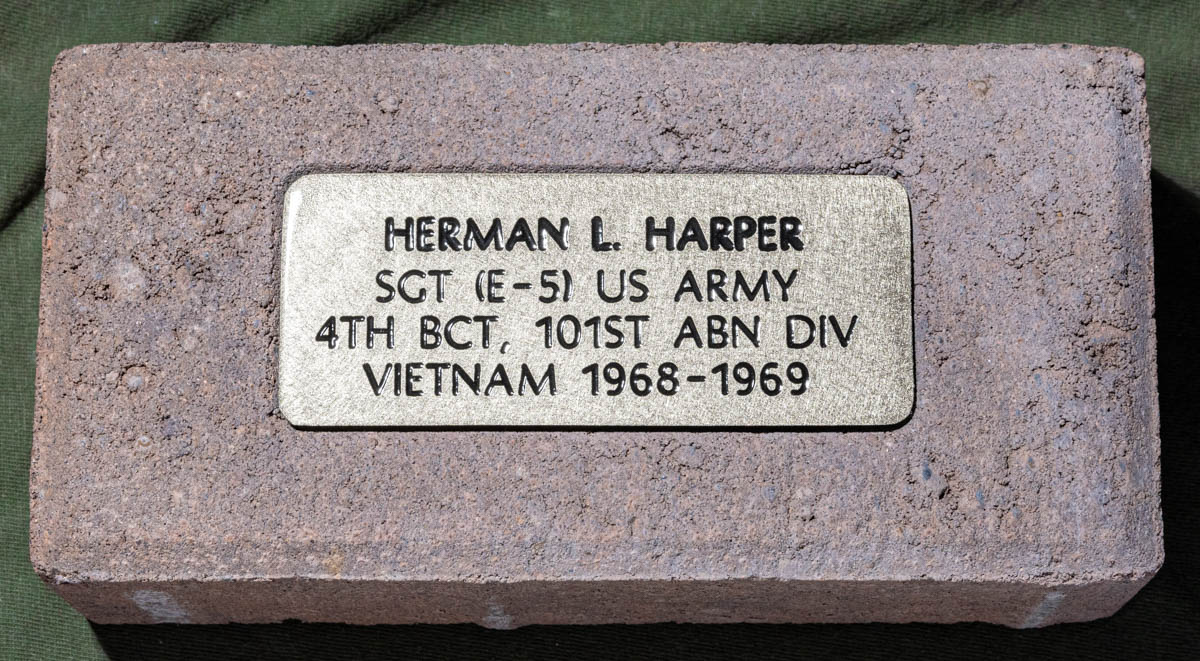 HERMAN L. HARPER
SGT (E-5) US ARMY
4TH BCT, 101ST ABN DIV
VIETNAM 1968-1969